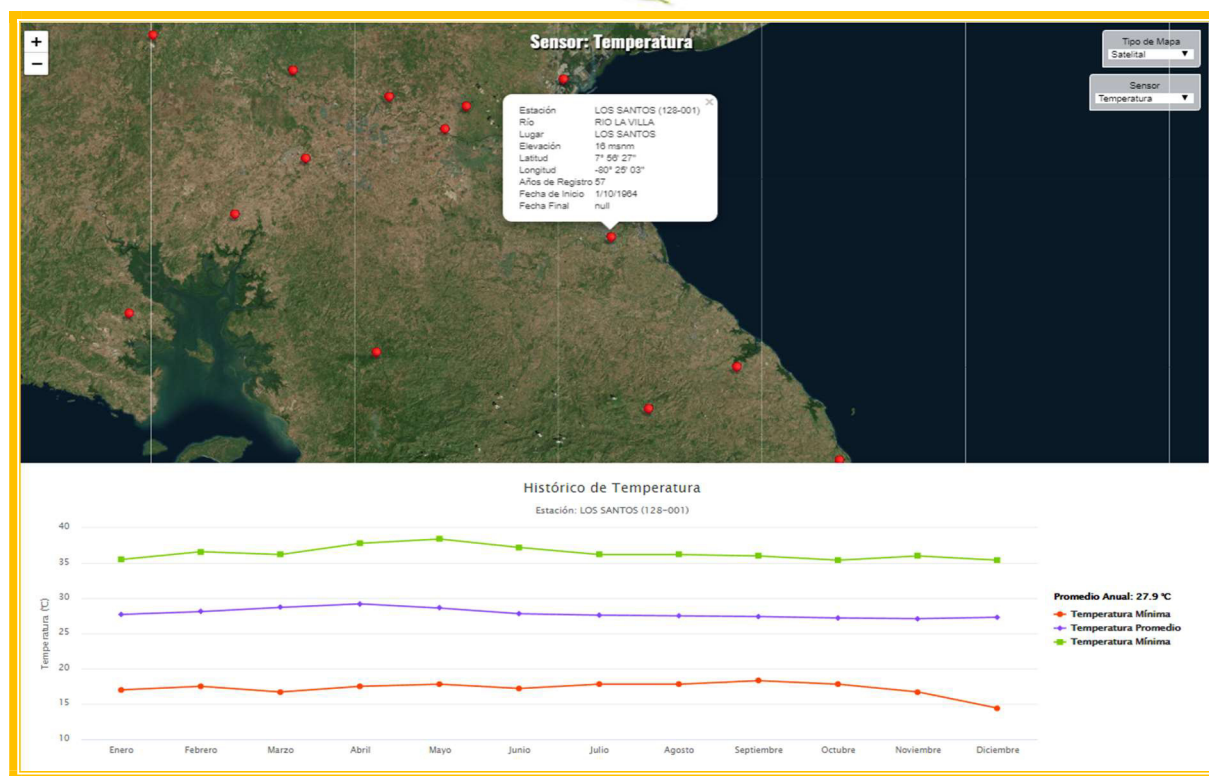 +
−
Sensor: Temperatura
Tipo de Mapa
Satelital
Sensor
Temperatura
×
Estación LOS SANTOS (128-001)
Río RIO LA VILLA
Lugar LOS SANTOS
Elevación 16 msnm
Latitud 7° 56' 27"
Longitud -80° 25' 03"
Años de Registro 57
Fecha de Inicio 1/10/1964
Fecha Final null
Histórico de Temperatura
Estación: LOS SANTOS (128-001)
Temperatura (°C)
40
35
30
25
20
15
10
Enero Febrero Marzo Abril Mayo Junio Julio Agosto Septiembre Octubre Noviembre Diciembre
Promedio Anual: 27.9 °C
Temperatura Mínima
Temperatura Promedio
Temperatura Mínima